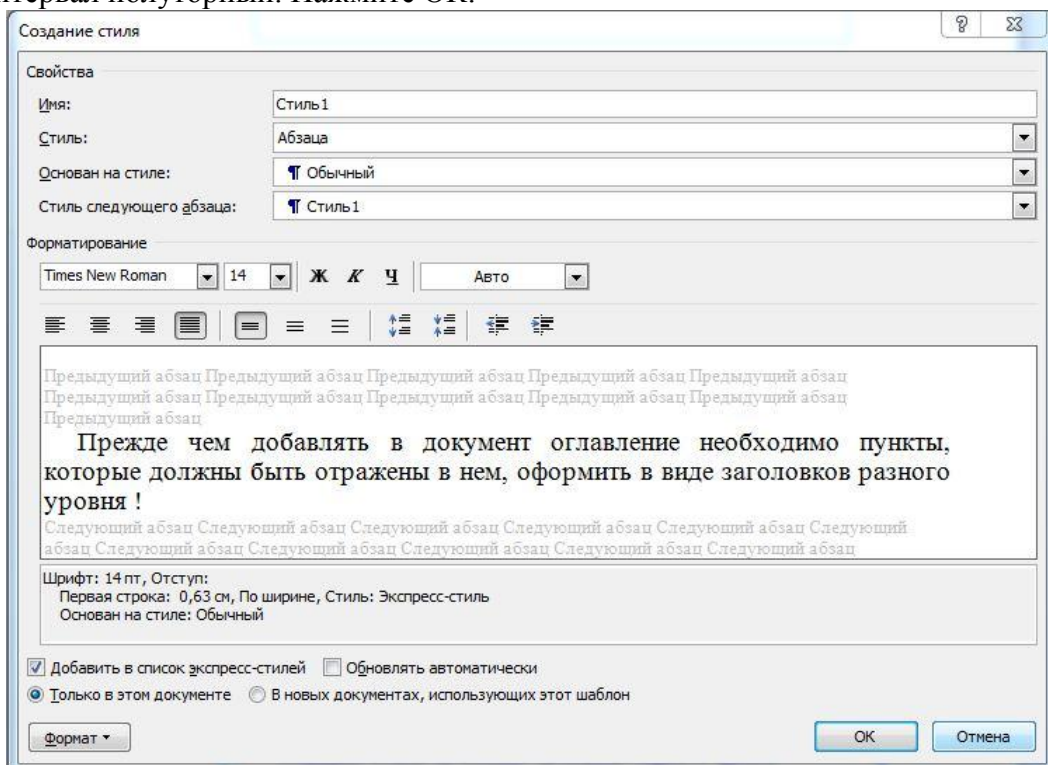 тервал полуторный. Нажмите ОК.
Создание стиля
Свойства
Имя: Стиль1
Стиль: Абзаца
Основан на стиле: ¶ Обычный
Стиль следующего абзаца: ¶ Стиль1
Форматирование
Times New Roman 14 Ж К Ч Авто
Предыдущий абзац Предыдущий абзац Предыдущий абзац Предыдущий абзац Предыдущий абзац
Предыдущий абзац Предыдущий абзац Предыдущий абзац Предыдущий абзац Предыдущий абзац
Предыдущий абзац
Прежде чем добавлять в документ оглавление необходимо пункты,
которые должны быть отражены в нем, оформить в виде заголовков разного
уровня !
Следующий абзац Следующий абзац Следующий абзац Следующий абзац Следующий абзац Следующий
абзац Следующий абзац Следующий абзац Следующий абзац Следующий абзац Следующий абзац
Шрифт: 14 пт, Отступ:
Первая строка: 0,63 см, По ширине, Стиль: Экспресс-стиль
Основан на стиле: Обычный
Добавить в список экспресс-стилей Обновлять автоматически
Только в этом документе В новых документах, использующих этот шаблон
Формат ОК Отмена